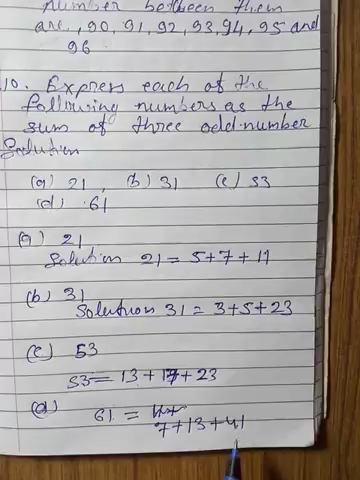 number between them
are, 90, 91, 92, 93, 94, 95 and
96
10. Express each of the
following numbers as the
sum of three odd number
Solution
(a) 21, (b) 31 (c) 53
(d) 61
(a) 21
Solution 21 = 5+7+11
(b) 31
Solution 31 = 3+5+23
(c) 53
53 = 13+17+23
(d) 61 =
7+13+41